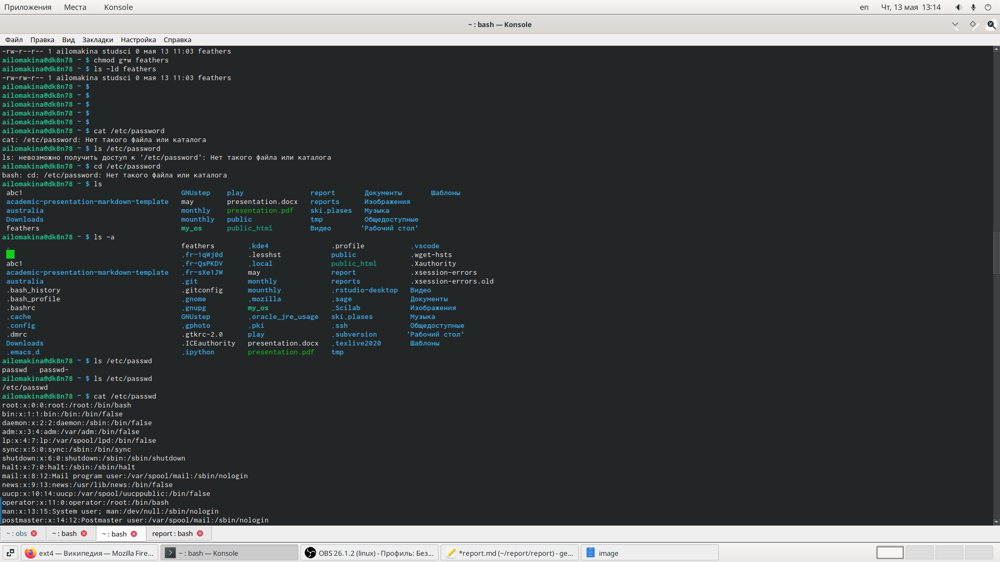 Приложения Места Konsole en Чт, 13 мая 13:14
~ : bash — Konsole
Файл Правка Вид Закладки Настройка Справка
-rw-r--r-- 1 ailomakina studsci 0 мая 13 11:03 feathers
ailomakina@dk8n78 ~ $ chmod g+w feathers
ailomakina@dk8n78 ~ $ ls -ld feathers
-rw-rw-r-- 1 ailomakina studsci 0 мая 13 11:03 feathers
ailomakina@dk8n78 ~ $
ailomakina@dk8n78 ~ $
ailomakina@dk8n78 ~ $
ailomakina@dk8n78 ~ $
ailomakina@dk8n78 ~ $
ailomakina@dk8n78 ~ $ cat /etc/password
cat: /etc/password: Нет такого файла или каталога
ailomakina@dk8n78 ~ $ ls /etc/password
ls: невозможно получить доступ к '/etc/password': Нет такого файла или каталога
ailomakina@dk8n78 ~ $ cd /etc/password
bash: cd: /etc/password: Нет такого файла или каталога
ailomakina@dk8n78 ~ $ ls
abc1 GNUstep play report Документы Шаблоны
academic-presentation-markdown-template may presentation.docx reports Изображения
australia monthly presentation.pdf ski.plases Музыка
Downloads mounthly public tmp Общедоступные
feathers my_os public_html Видео 'Рабочий стол'
ailomakina@dk8n78 ~ $ ls -a
. feathers .kde4 .profile .vscode
.fr-1qWj0d .lesshst public .wget-hsts
abc1 .fr-QsPKDV .local public_html .Xauthority
academic-presentation-markdown-template .fr-sXe1JW may report .xsession-errors
australia .git monthly reports .xsession-errors.old
.bash_history .gitconfig mounthly .rstudio-desktop Видео
.bash_profile .gnome .mozilla .sage Документы
.bashrc .gnupg my_os .Scilab Изображения
.cache GNUstep .oracle_jre_usage ski.plases Музыка
.config .gphoto .pki .ssh Общедоступные
.dmrc .gtkrc-2.0 play .subversion 'Рабочий стол'
Downloads .ICEauthority presentation.docx .texlive2020 Шаблоны
.emacs.d .ipython presentation.pdf tmp
ailomakina@dk8n78 ~ $ ls /etc/passwd
passwd passwd-
ailomakina@dk8n78 ~ $ ls /etc/passwd
/etc/passwd
ailomakina@dk8n78 ~ $ cat /etc/passwd
root:x:0:0:root:/root:/bin/bash
bin:x:1:1:bin:/bin:/bin/false
daemon:x:2:2:daemon:/sbin:/bin/false
adm:x:3:4:adm:/var/adm:/bin/false
lp:x:4:7:lp:/var/spool/lpd:/bin/false
sync:x:5:0:sync:/sbin:/bin/sync
shutdown:x:6:0:shutdown:/sbin:/sbin/shutdown
halt:x:7:0:halt:/sbin:/sbin/halt
mail:x:8:12:Mail program user:/var/spool/mail:/sbin/nologin
news:x:9:13:news:/usr/lib/news:/bin/false
uucp:x:10:14:uucp:/var/spool/uucppublic:/bin/false
operator:x:11:0:operator:/root:/bin/bash
man:x:13:15:System user; man:/dev/null:/sbin/nologin
postmaster:x:14:12:Postmaster user:/var/spool/mail:/sbin/nologin
~ : obs ~ : bash ~ : bash report : bash
ext4 — Википедия — Mozilla Fire... ~ : bash — Konsole OBS 26.1.2 (linux) - Профиль: Без... *report.md (~/report/report) - ge... image